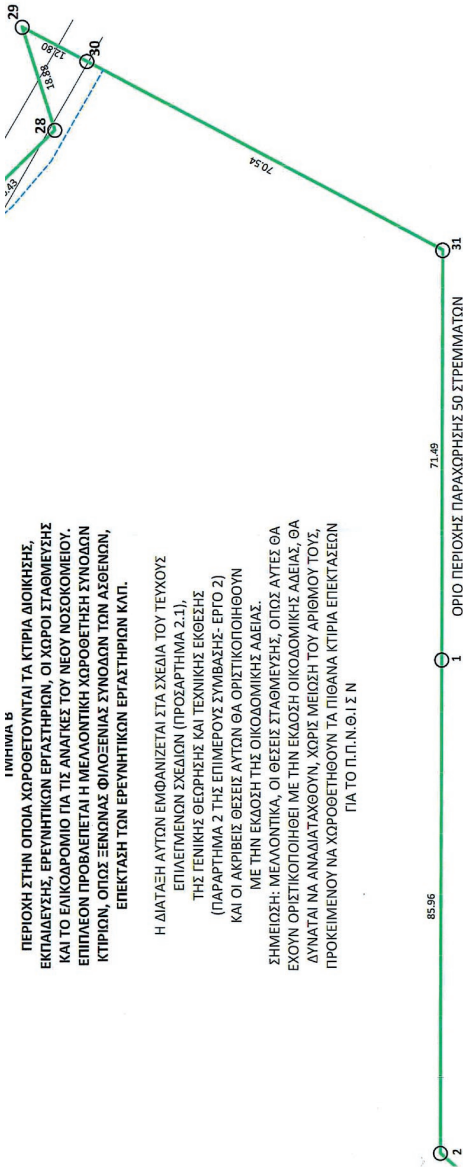 ΤΜΗΜΑ Β
ΠΕΡΙΟΧΗ ΣΤΗΝ ΟΠΟΙΑ ΧΩΡΟΘΕΤΟΥΝΤΑΙ ΤΑ ΚΤΙΡΙΑ ΔΙΟΙΚΗΣΗΣ,
ΕΚΠΑΙΔΕΥΣΗΣ, ΕΡΕΥΝΗΤΙΚΩΝ ΕΡΓΑΣΤΗΡΙΩΝ, ΟΙ ΧΩΡΟΙ ΣΤΑΘΜΕΥΣΗΣ
ΚΑΙ ΤΟ ΕΛΙΚΟΔΡΟΜΙΟ ΓΙΑ ΤΙΣ ΑΝΑΓΚΕΣ ΤΟΥ ΝΕΟΥ ΝΟΣΟΚΟΜΕΙΟΥ.
ΕΠΙΠΛΕΟΝ ΠΡΟΒΛΕΠΕΤΑΙ Η ΜΕΛΛΟΝΤΙΚΗ ΧΩΡΟΘΕΤΗΣΗ ΣΥΝΟΔΩΝ
ΚΤΙΡΙΩΝ, ΟΠΩΣ ΞΕΝΩΝΑΣ ΦΙΛΟΞΕΝΙΑΣ ΣΥΝΟΔΩΝ ΤΩΝ ΑΣΘΕΝΩΝ,
ΕΠΕΚΤΑΣΗ ΤΩΝ ΕΡΕΥΝΗΤΙΚΩΝ ΕΡΓΑΣΤΗΡΙΩΝ ΚΛΠ.
Η ΔΙΑΤΑΞΗ ΑΥΤΩΝ ΕΜΦΑΝΙΖΕΤΑΙ ΣΤΑ ΣΧΕΔΙΑ ΤΟΥ ΤΕΥΧΟΥΣ
ΕΠΙΛΕΓΜΕΝΩΝ ΣΧΕΔΙΩΝ (ΠΡΟΣΑΡΤΗΜΑ 2.1),
ΤΗΣ ΓΕΝΙΚΗΣ ΘΕΩΡΗΣΗΣ ΚΑΙ ΤΕΧΝΙΚΗΣ ΕΚΘΕΣΗΣ
(ΠΑΡΑΡΤΗΜΑ 2 ΤΗΣ ΕΠΙΜΕΡΟΥΣ ΣΥΜΒΑΣΗΣ- ΕΡΓΟ 2)
ΚΑΙ ΟΙ ΑΚΡΙΒΕΙΣ ΘΕΣΕΙΣ ΑΥΤΩΝ ΘΑ ΟΡΙΣΤΙΚΟΠΟΙΗΘΟΥΝ
ΜΕ ΤΗΝ ΕΚΔΟΣΗ ΤΗΣ ΟΙΚΟΔΟΜΙΚΗΣ ΑΔΕΙΑΣ.
ΣΗΜΕΙΩΣΗ: ΜΕΛΛΟΝΤΙΚΑ, ΟΙ ΘΕΣΕΙΣ ΣΤΑΘΜΕΥΣΗΣ, ΟΠΩΣ ΑΥΤΕΣ ΘΑ
ΕΧΟΥΝ ΟΡΙΣΤΙΚΟΠΟΙΗΘΕΙ ΜΕ ΤΗΝ ΕΚΔΟΣΗ ΟΙΚΟΔΟΜΙΚΗΣ ΑΔΕΙΑΣ, ΘΑ
ΔΥΝΑΤΑΙ ΝΑ ΑΝΑΔΙΑΤΑΧΘΟΥΝ, ΧΩΡΙΣ ΜΕΙΩΣΗ ΤΟΥ ΑΡΙΘΜΟΥ ΤΟΥΣ,
ΠΡΟΚΕΙΜΕΝΟΥ ΝΑ ΧΩΡΟΘΕΤΗΘΟΥΝ ΤΑ ΠΙΘΑΝΑ ΚΤΙΡΙΑ ΕΠΕΚΤΑΣΕΩΝ
ΓΙΑ ΤΟ Π.Π.Ν.Θ.Ι Σ Ν
29
12.80
18.88
30
28
.43
70.54
31
71.49
1
85.96
2
ΟΡΙΟ ΠΕΡΙΟΧΗΣ ΠΑΡΑΧΩΡΗΣΗΣ 50 ΣΤΡΕΜΜΑΤΩΝ